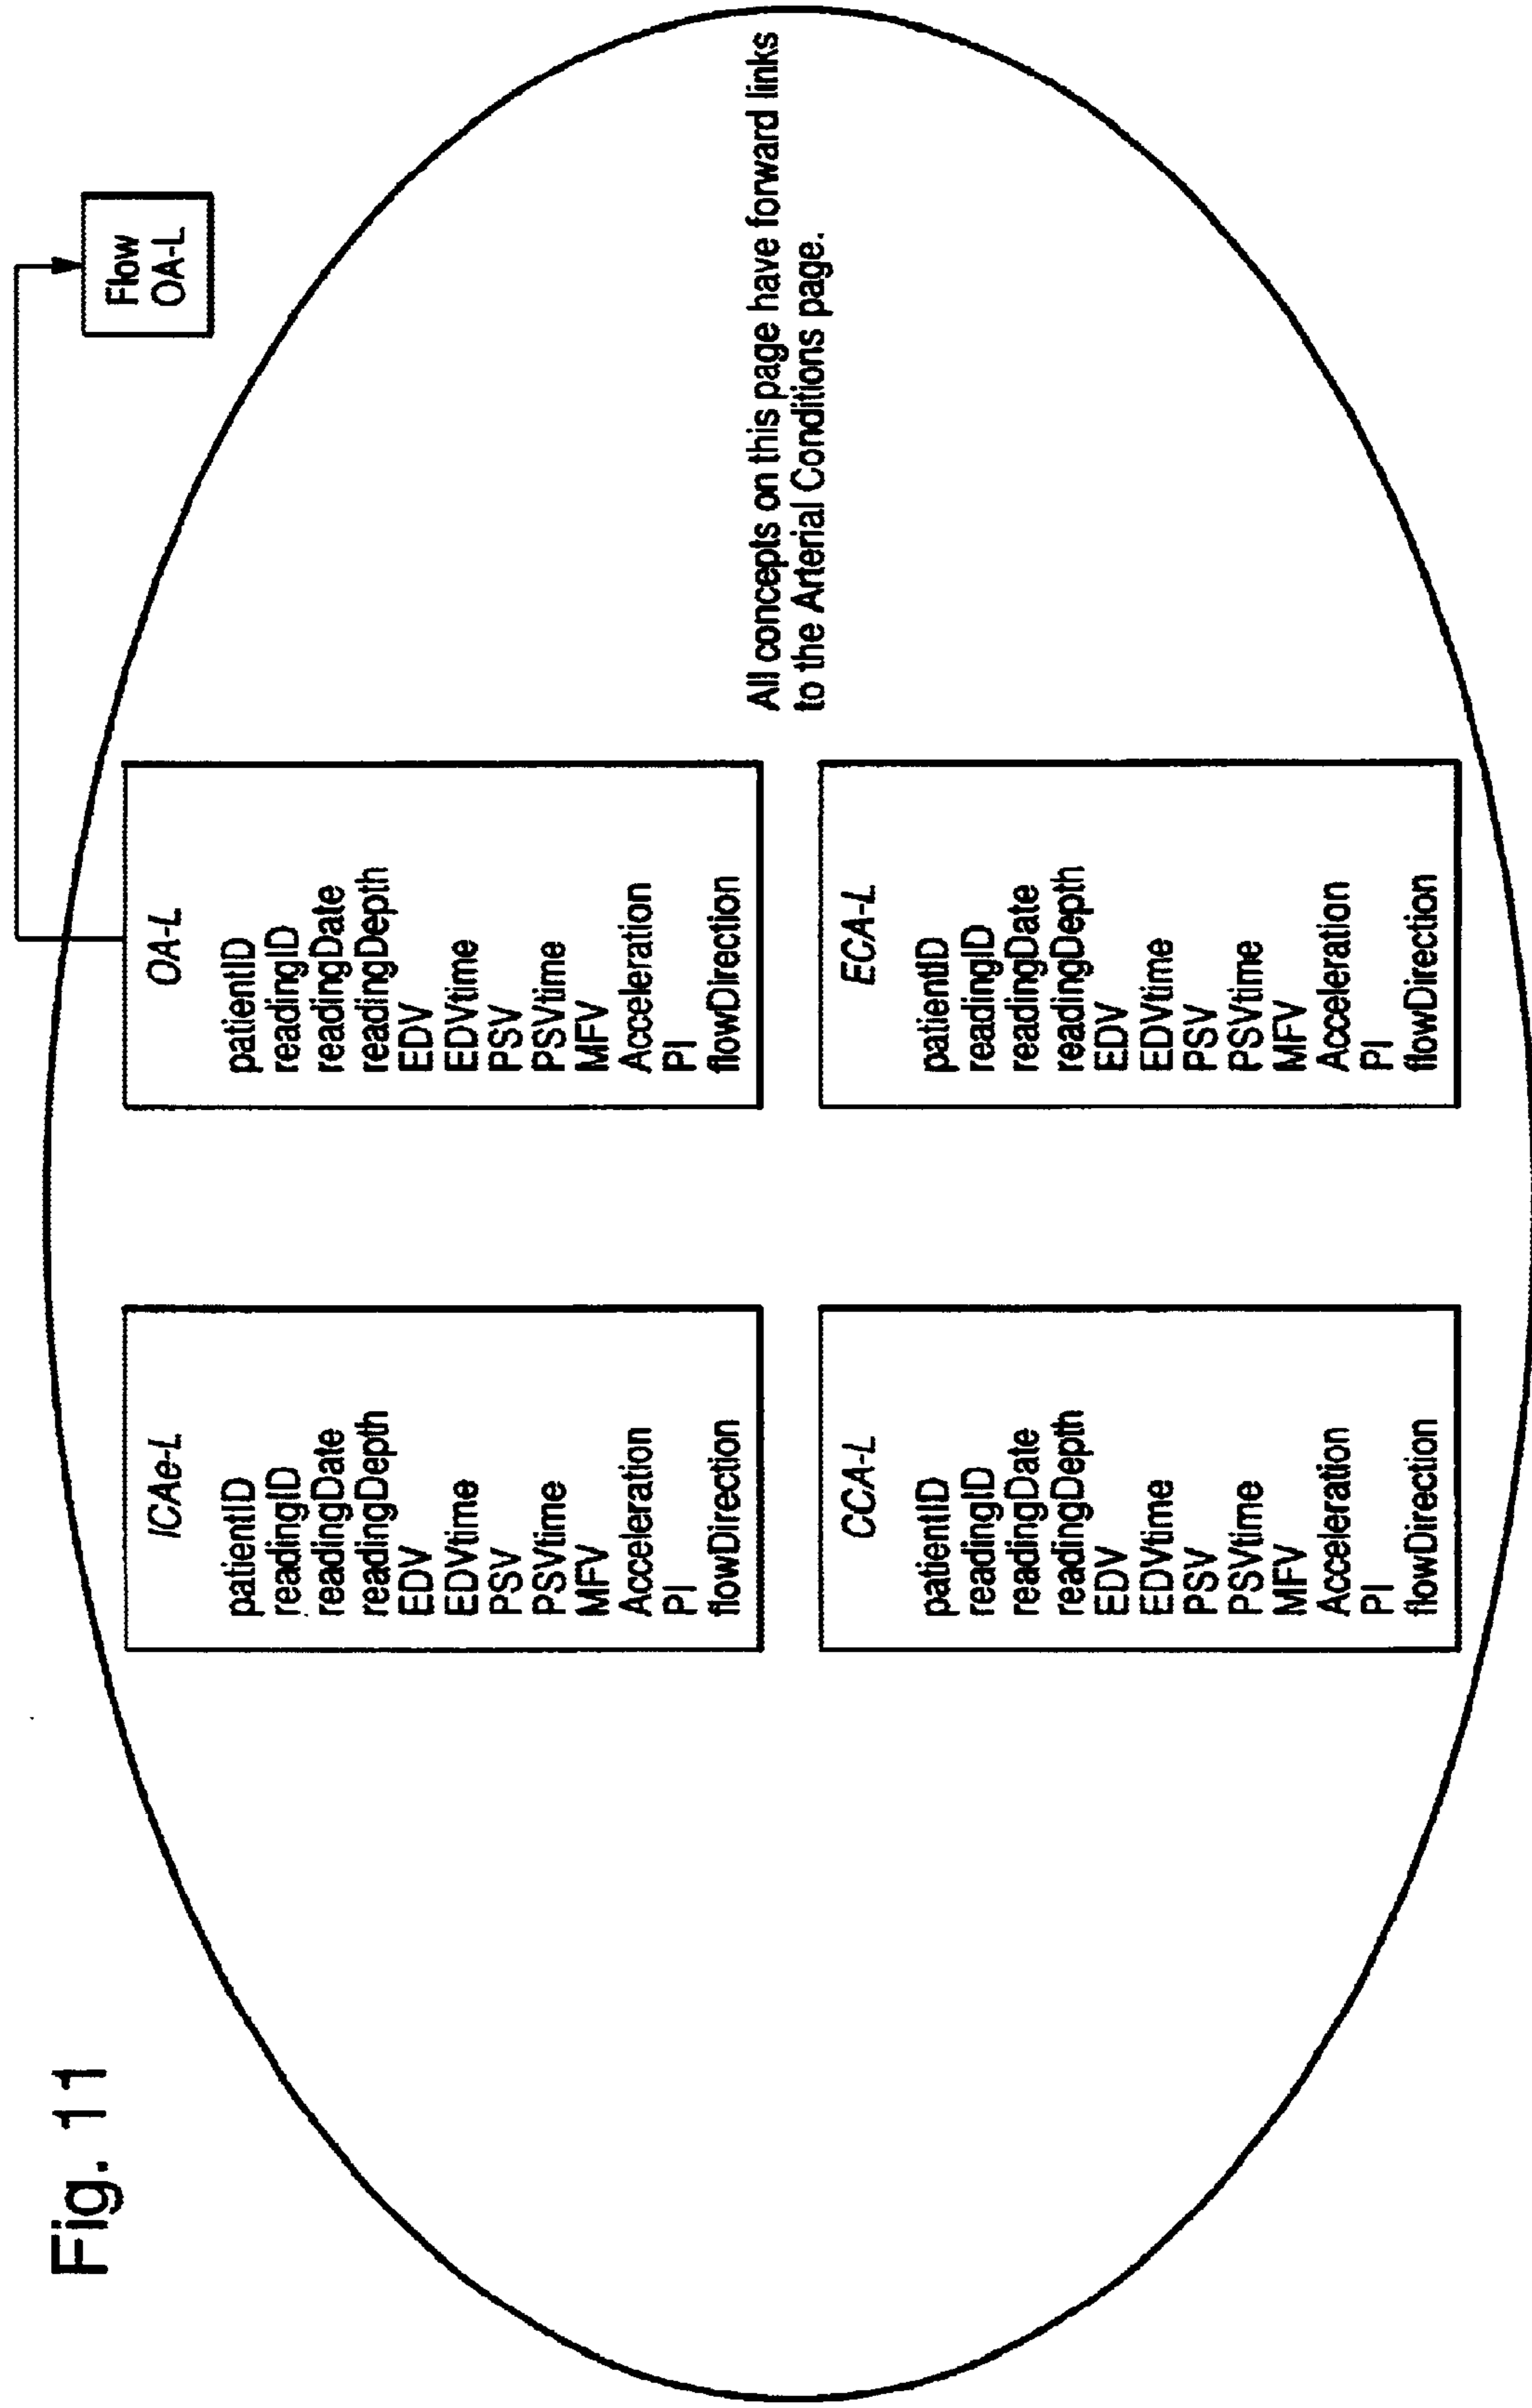 Fig. 11
Flow
OA-L
ICAe-L
patientID
readingID
readingDate
readingDepth
EDV
EDVtime
PSV
PSVtime
MFV
Acceleration
PI
flowDirection
OA-L
patientID
readingID
readingDate
readingDepth
EDV
EDVtime
PSV
PSVtime
MFV
Acceleration
PI
flowDirection
All concepts on this page have forward links
to the Arterial Conditions page.
CCA-L
patientID
readingID
readingDate
readingDepth
EDV
EDVtime
PSV
PSVtime
MFV
Acceleration
PI
flowDirection
ECA-L
patientID
readingID
readingDate
readingDepth
EDV
EDVtime
PSV
PSVtime
MFV
Acceleration
PI
flowDirection